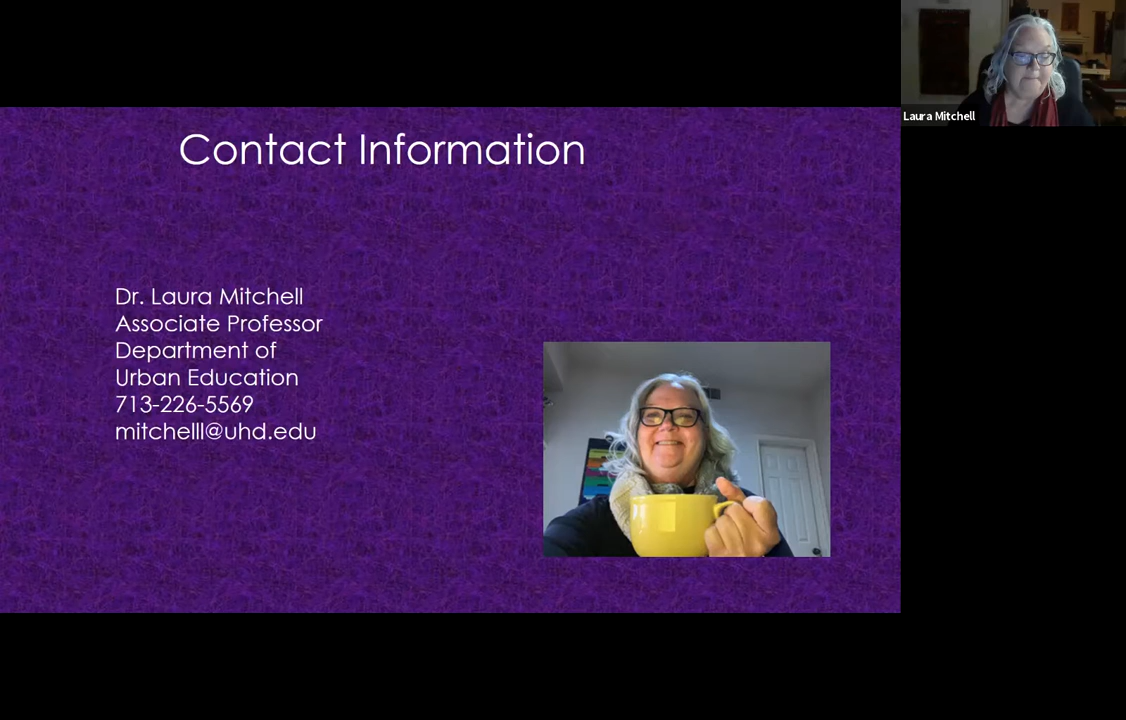 Contact Information
Dr. Laura Mitchell
Associate Professor
Department of
Urban Education
713-226-5569
mitchelll@uhd.edu
Laura Mitchell